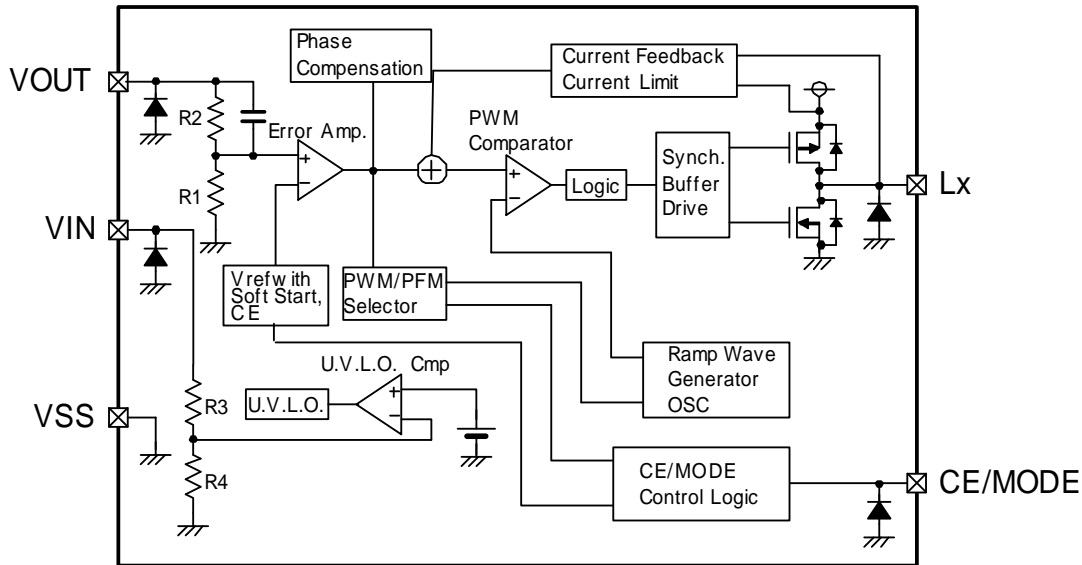 Phase
Compensation
Current Feedback
Current Limit
VOUT
R2
Error Amp.
PWM
Comparator
R1
Logic
Synch.
Buffer
Drive
Lx
VIN
Vref with
Soft Start,
CE
PWM/PFM
Selector
U.V.L.O. Cmp
Ramp Wave
Generator
OSC
R3
U.V.L.O.
VSS
R4
CE/MODE
Control Logic
CE/MODE